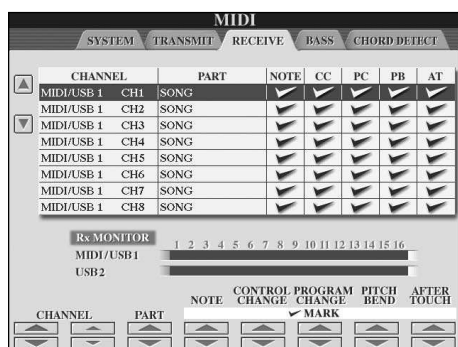 MIDI
SYSTEM TRANSMIT RECEIVE BASS CHORD DETECT
CHANNEL PART NOTE CC PC PB AT
MIDI/USB 1 CH1 SONG
MIDI/USB 1 CH2 SONG
MIDI/USB 1 CH3 SONG
MIDI/USB 1 CH4 SONG
MIDI/USB 1 CH5 SONG
MIDI/USB 1 CH6 SONG
MIDI/USB 1 CH7 SONG
MIDI/USB 1 CH8 SONG
Rx MONITOR 1 2 3 4 5 6 7 8 9 10 11 12 13 14 15 16
MIDI/USB1
USB2
CHANNEL PART NOTE CONTROL CHANGE PROGRAM CHANGE PITCH BEND AFTER TOUCH
MARK